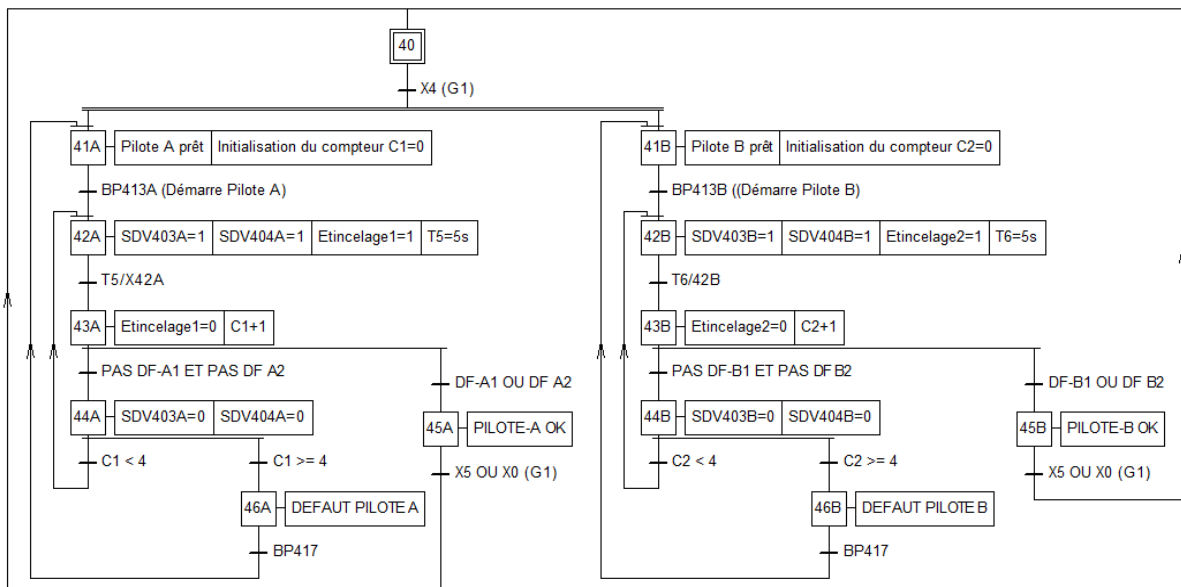 40
X4 (G1)
41A Pilote A prêt Initialisation du compteur C1=0
BP413A (Démarre Pilote A)
42A SDV403A=1 SDV404A=1 Etincelage1=1 T5=5s
T5/X42A
43A Etincelage1=0 C1+1
PAS DF-A1 ET PAS DF A2
DF-A1 OU DF A2
44A SDV403A=0 SDV404A=0
45A PILOTE-A OK
C1 < 4
C1 >= 4
X5 OU X0 (G1)
46A DEFAUT PILOTE A
BP417
41B Pilote B prêt Initialisation du compteur C2=0
BP413B ((Démarre Pilote B)
42B SDV403B=1 SDV404B=1 Etincelage2=1 T6=5s
T6/42B
43B Etincelage2=0 C2+1
PAS DF-B1 ET PAS DF B2
DF-B1 OU DF B2
44B SDV403B=0 SDV404B=0
45B PILOTE-B OK
C2 < 4
C2 >= 4
X5 OU X0 (G1)
46B DEFAUT PILOTE B
BP417